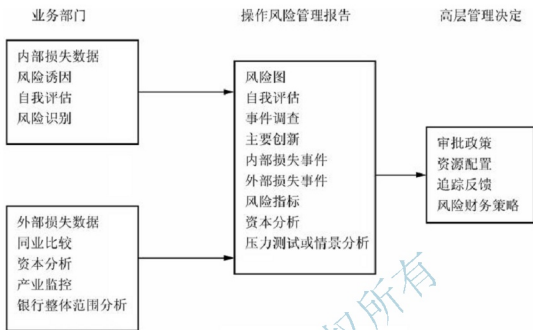 业务部门
操作风险管理报告
高层管理决定
内部损失数据
风险诱因
自我评估
风险识别
外部损失数据
同业比较
资本分析
产业监控
银行整体范围分析
风险图
自我评估
事件调查
主要创新
内部损失事件
外部损失事件
风险指标
资本分析
压力测试或情景分析
审批政策
资源配置
追踪反馈
风险财务策略
权所有